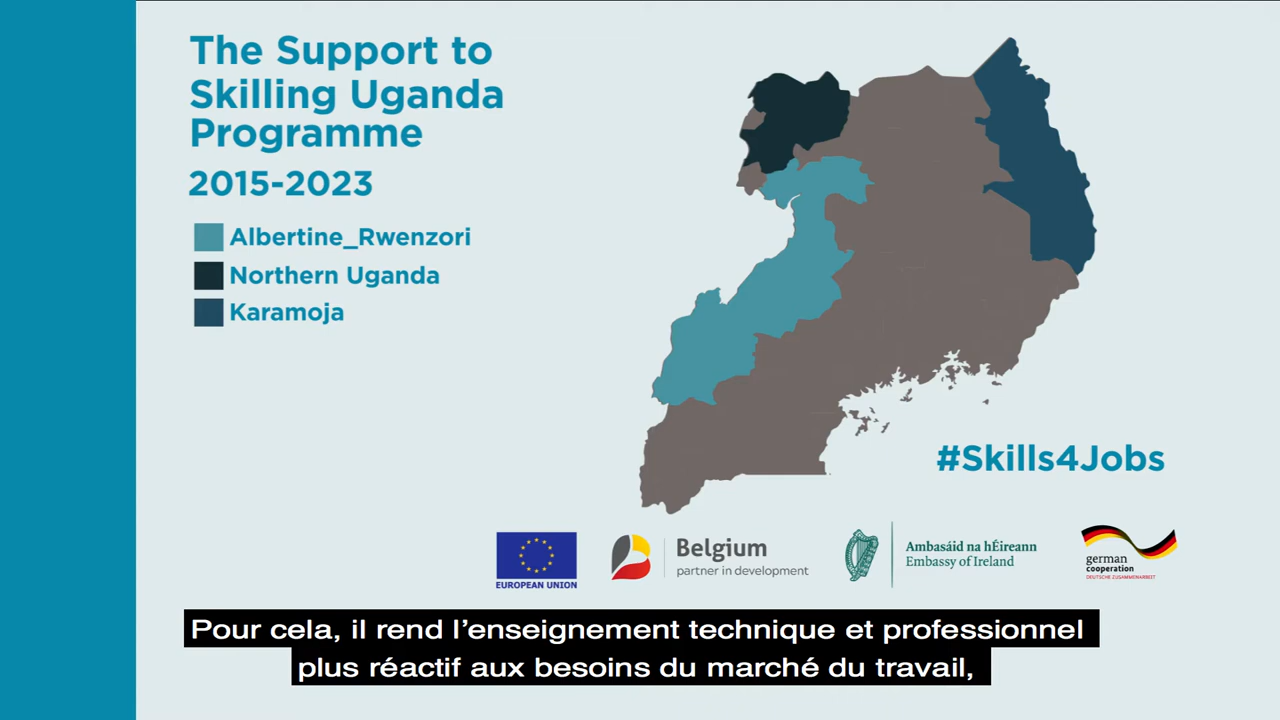 The Support to
Skilling Uganda
Programme
2015-2023
Albertine_Rwenzori
Northern Uganda
Karamoja
#Skills4Jobs
EUROPEAN UNION
Belgium
partner in development
Ambasáid na hÉireann
Embassy of Ireland
german
cooperation
DEUTSCHE ZUSAMMENARBEIT
Pour cela, il rend l’enseignement technique et professionnel
plus réactif aux besoins du marché du travail,